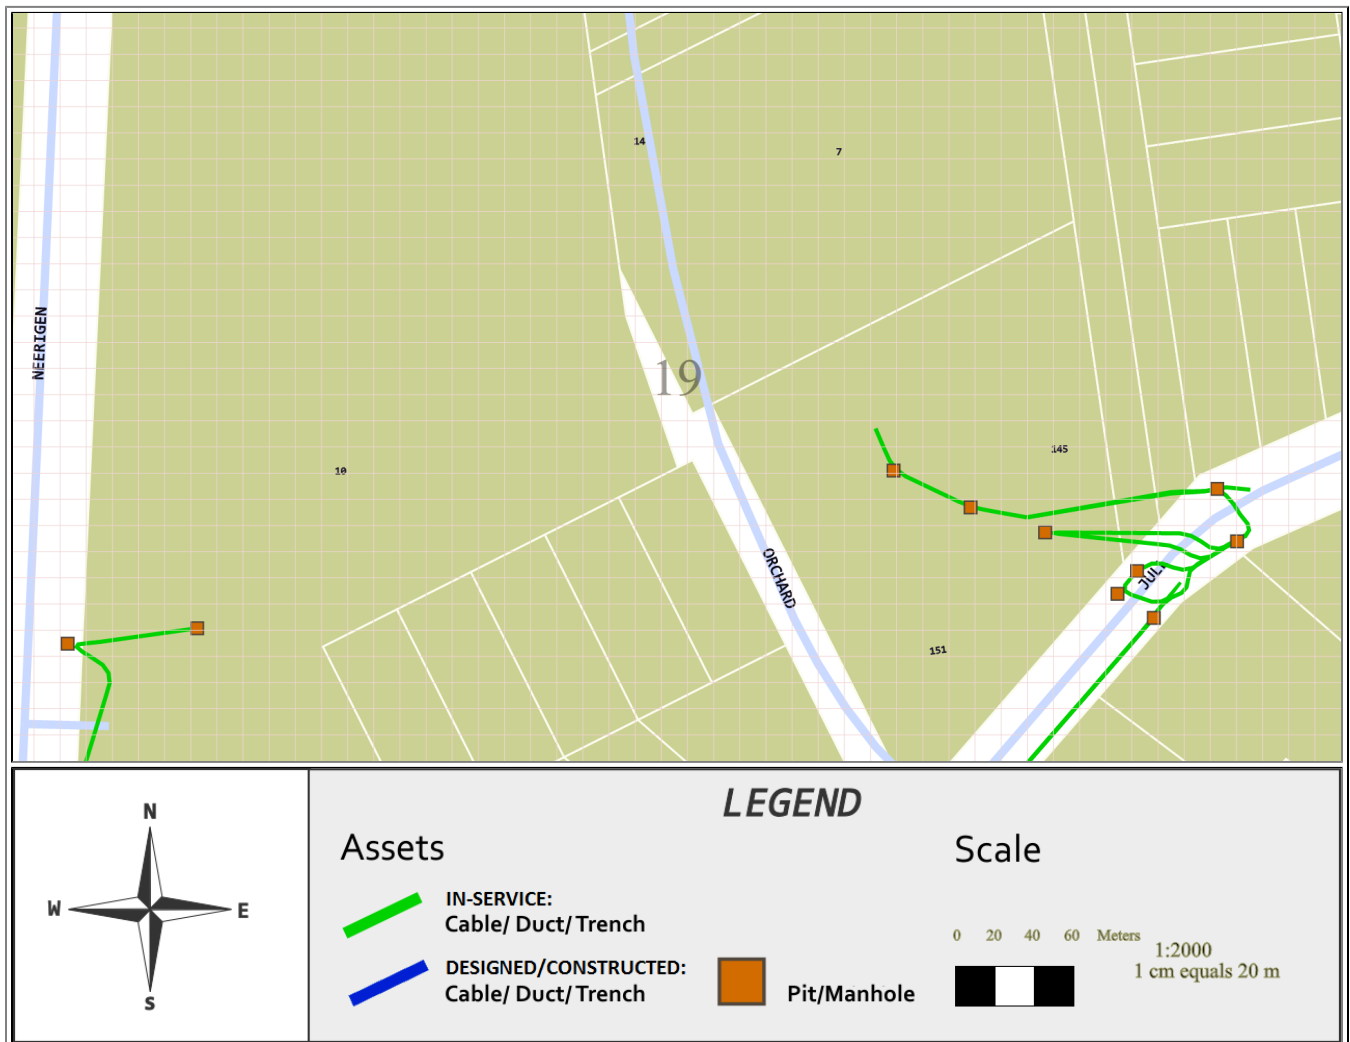 14
7
NEERIGEN
19
145
10
ORCHARD
JUL
151
N
W
E
S
LEGEND
Assets
IN-SERVICE:
Cable/ Duct/ Trench
DESIGNED/CONSTRUCTED:
Cable/ Duct/ Trench
Pit/Manhole
Scale
0 20 40 60 Meters
1:2000
1 cm equals 20 m